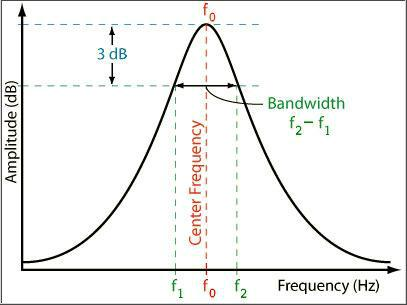 f0
3 dB
Amplitude (dB)
Center Frequency
Bandwidth
f2 – f1
f1
f0
f2
Frequency (Hz)